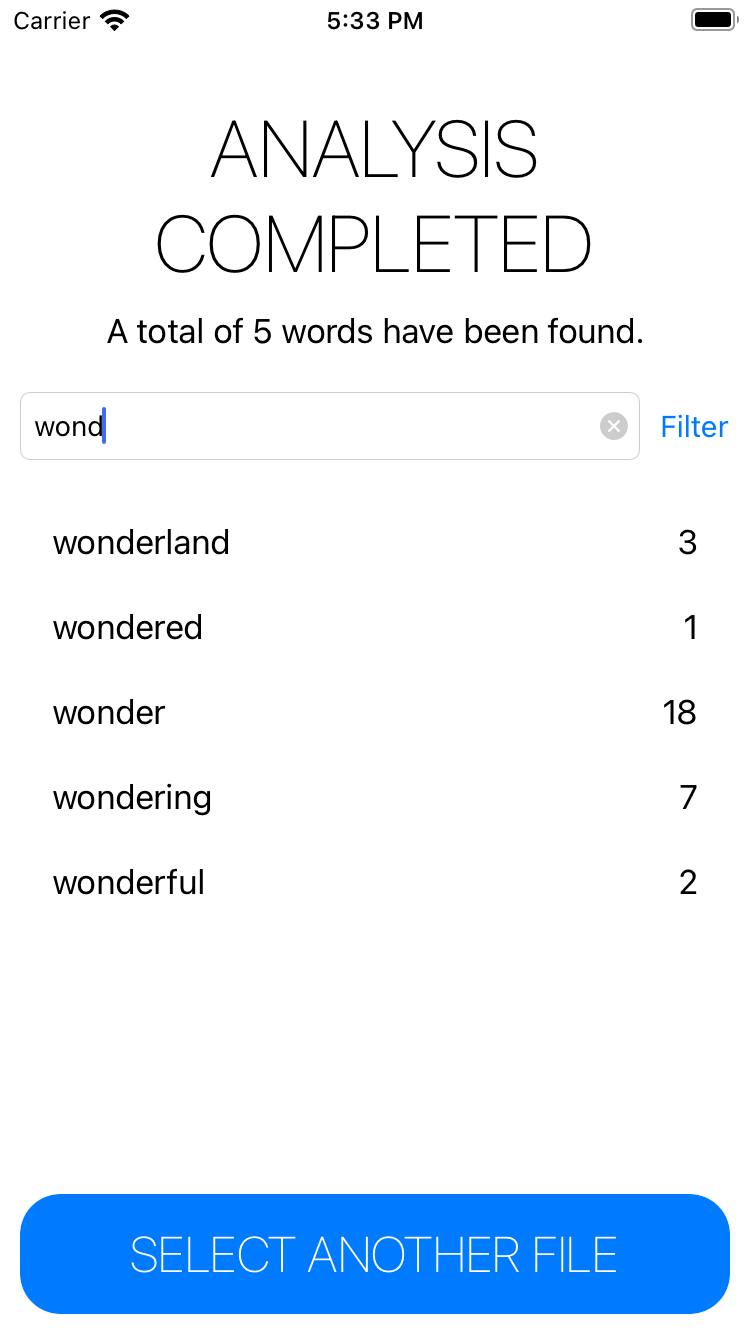 Carrier 5:33 PM
ANALYSIS
COMPLETED
A total of 5 words have been found.
wond Filter
wonderland 3
wondered 1
wonder 18
wondering 7
wonderful 2
SELECT ANOTHER FILE